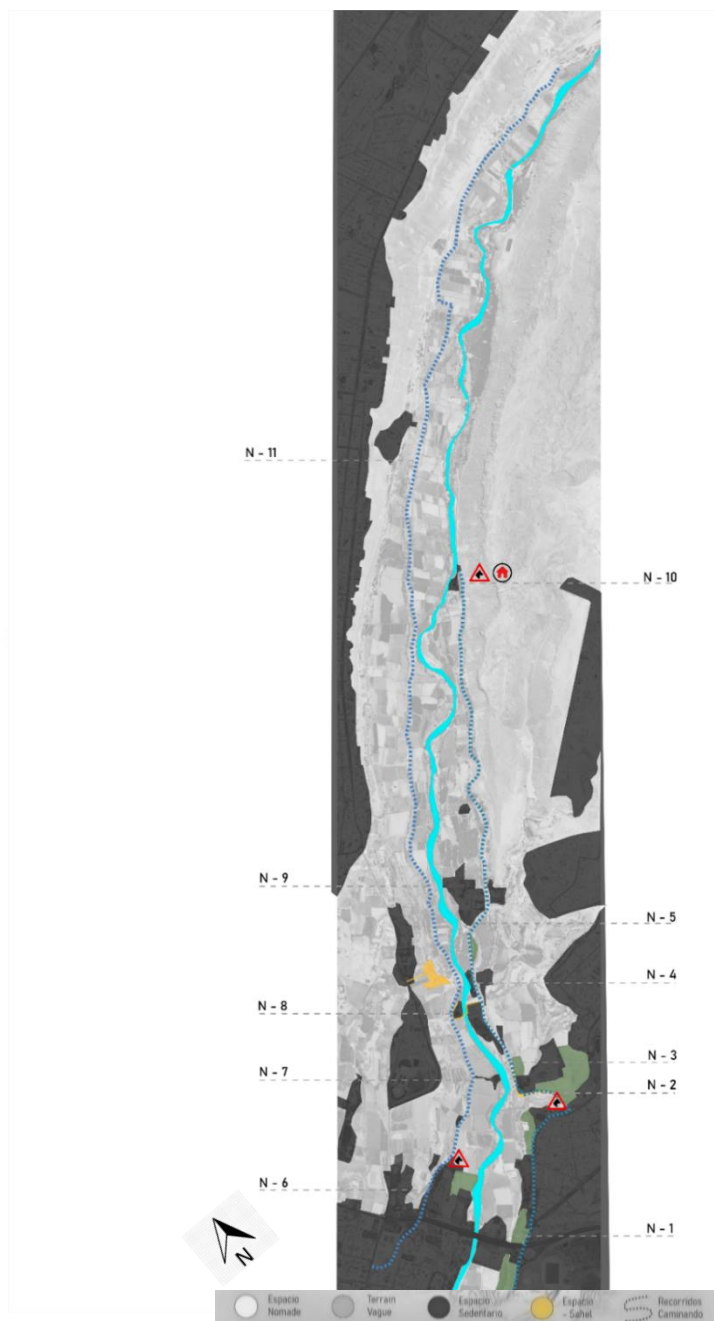 N - 11
N - 10
N - 9
N - 5
N - 4
N - 8
N - 3
N - 7
N - 2
N - 6
N - 1
N
Espacio
Nomade
Terrain
Vague
Espacio
Sedentario
Espacio
- Sahel
Recorridos
Caminando